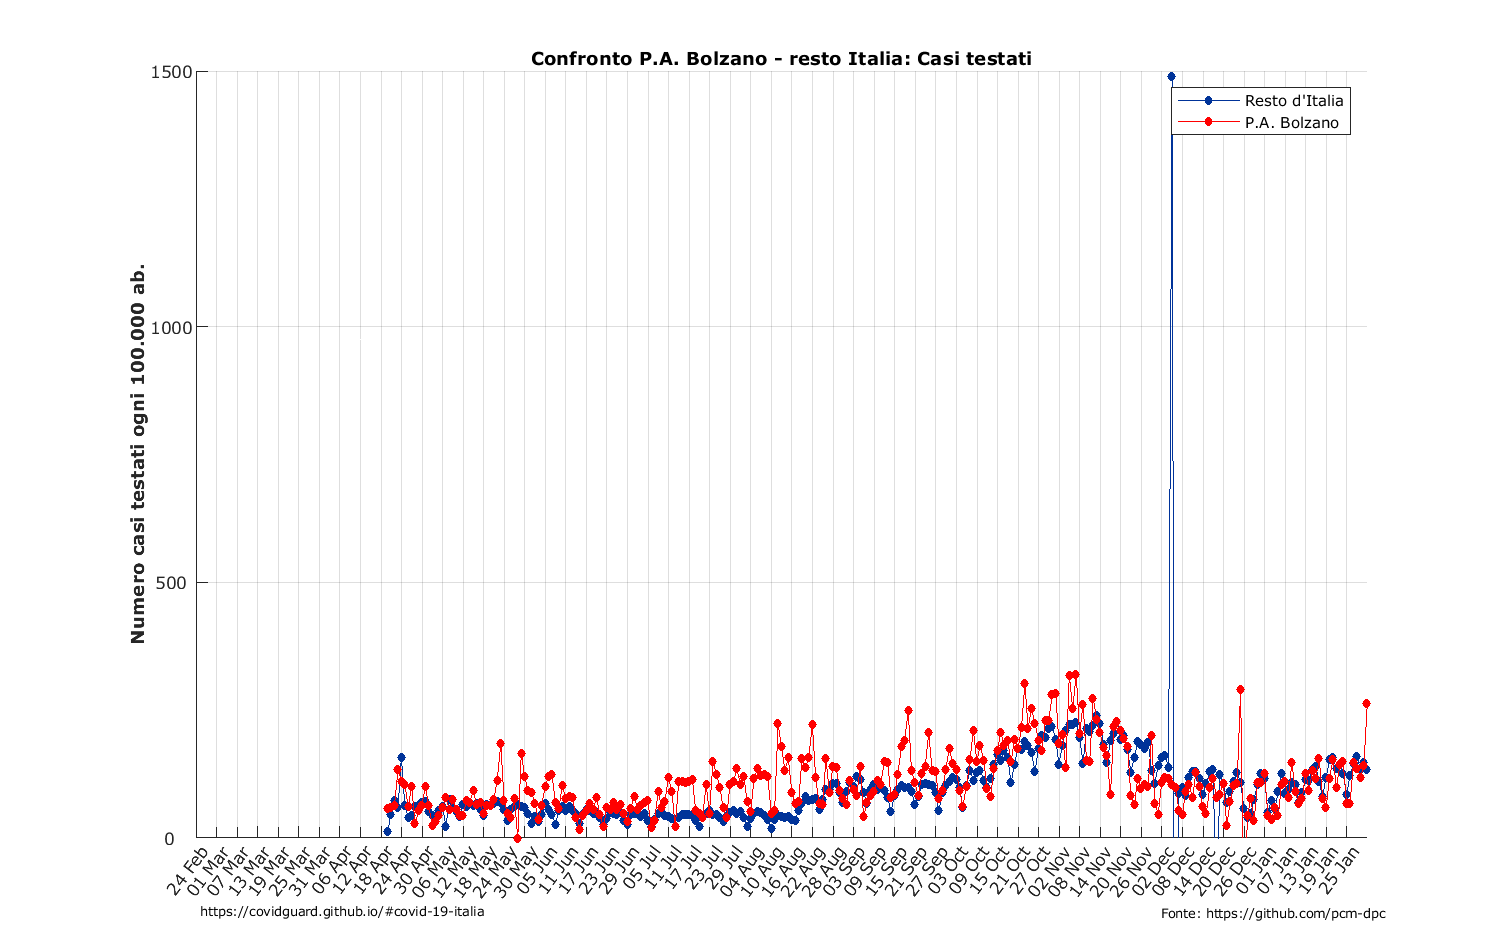 Confronto P.A. Bolzano - resto Italia: Casi testati
1500
1000
500
0
Numero casi testati ogni 100.000 ab.
Resto d'Italia
P.A. Bolzano
24 Feb
01 Mar
07 Mar
13 Mar
19 Mar
25 Mar
31 Mar
06 Apr
12 Apr
18 Apr
24 Apr
30 Apr
06 May
12 May
18 May
24 May
30 May
05 Jun
11 Jun
17 Jun
23 Jun
29 Jun
05 Jul
11 Jul
17 Jul
23 Jul
29 Jul
04 Aug
10 Aug
16 Aug
22 Aug
28 Aug
03 Sep
09 Sep
15 Sep
21 Sep
27 Sep
03 Oct
09 Oct
15 Oct
21 Oct
27 Oct
02 Nov
08 Nov
14 Nov
20 Nov
26 Nov
02 Dec
08 Dec
14 Dec
20 Dec
26 Dec
01 Jan
07 Jan
13 Jan
19 Jan
25 Jan
https://covidguard.github.io/#covid-19-italia
Fonte: https://github.com/pcm-dpc